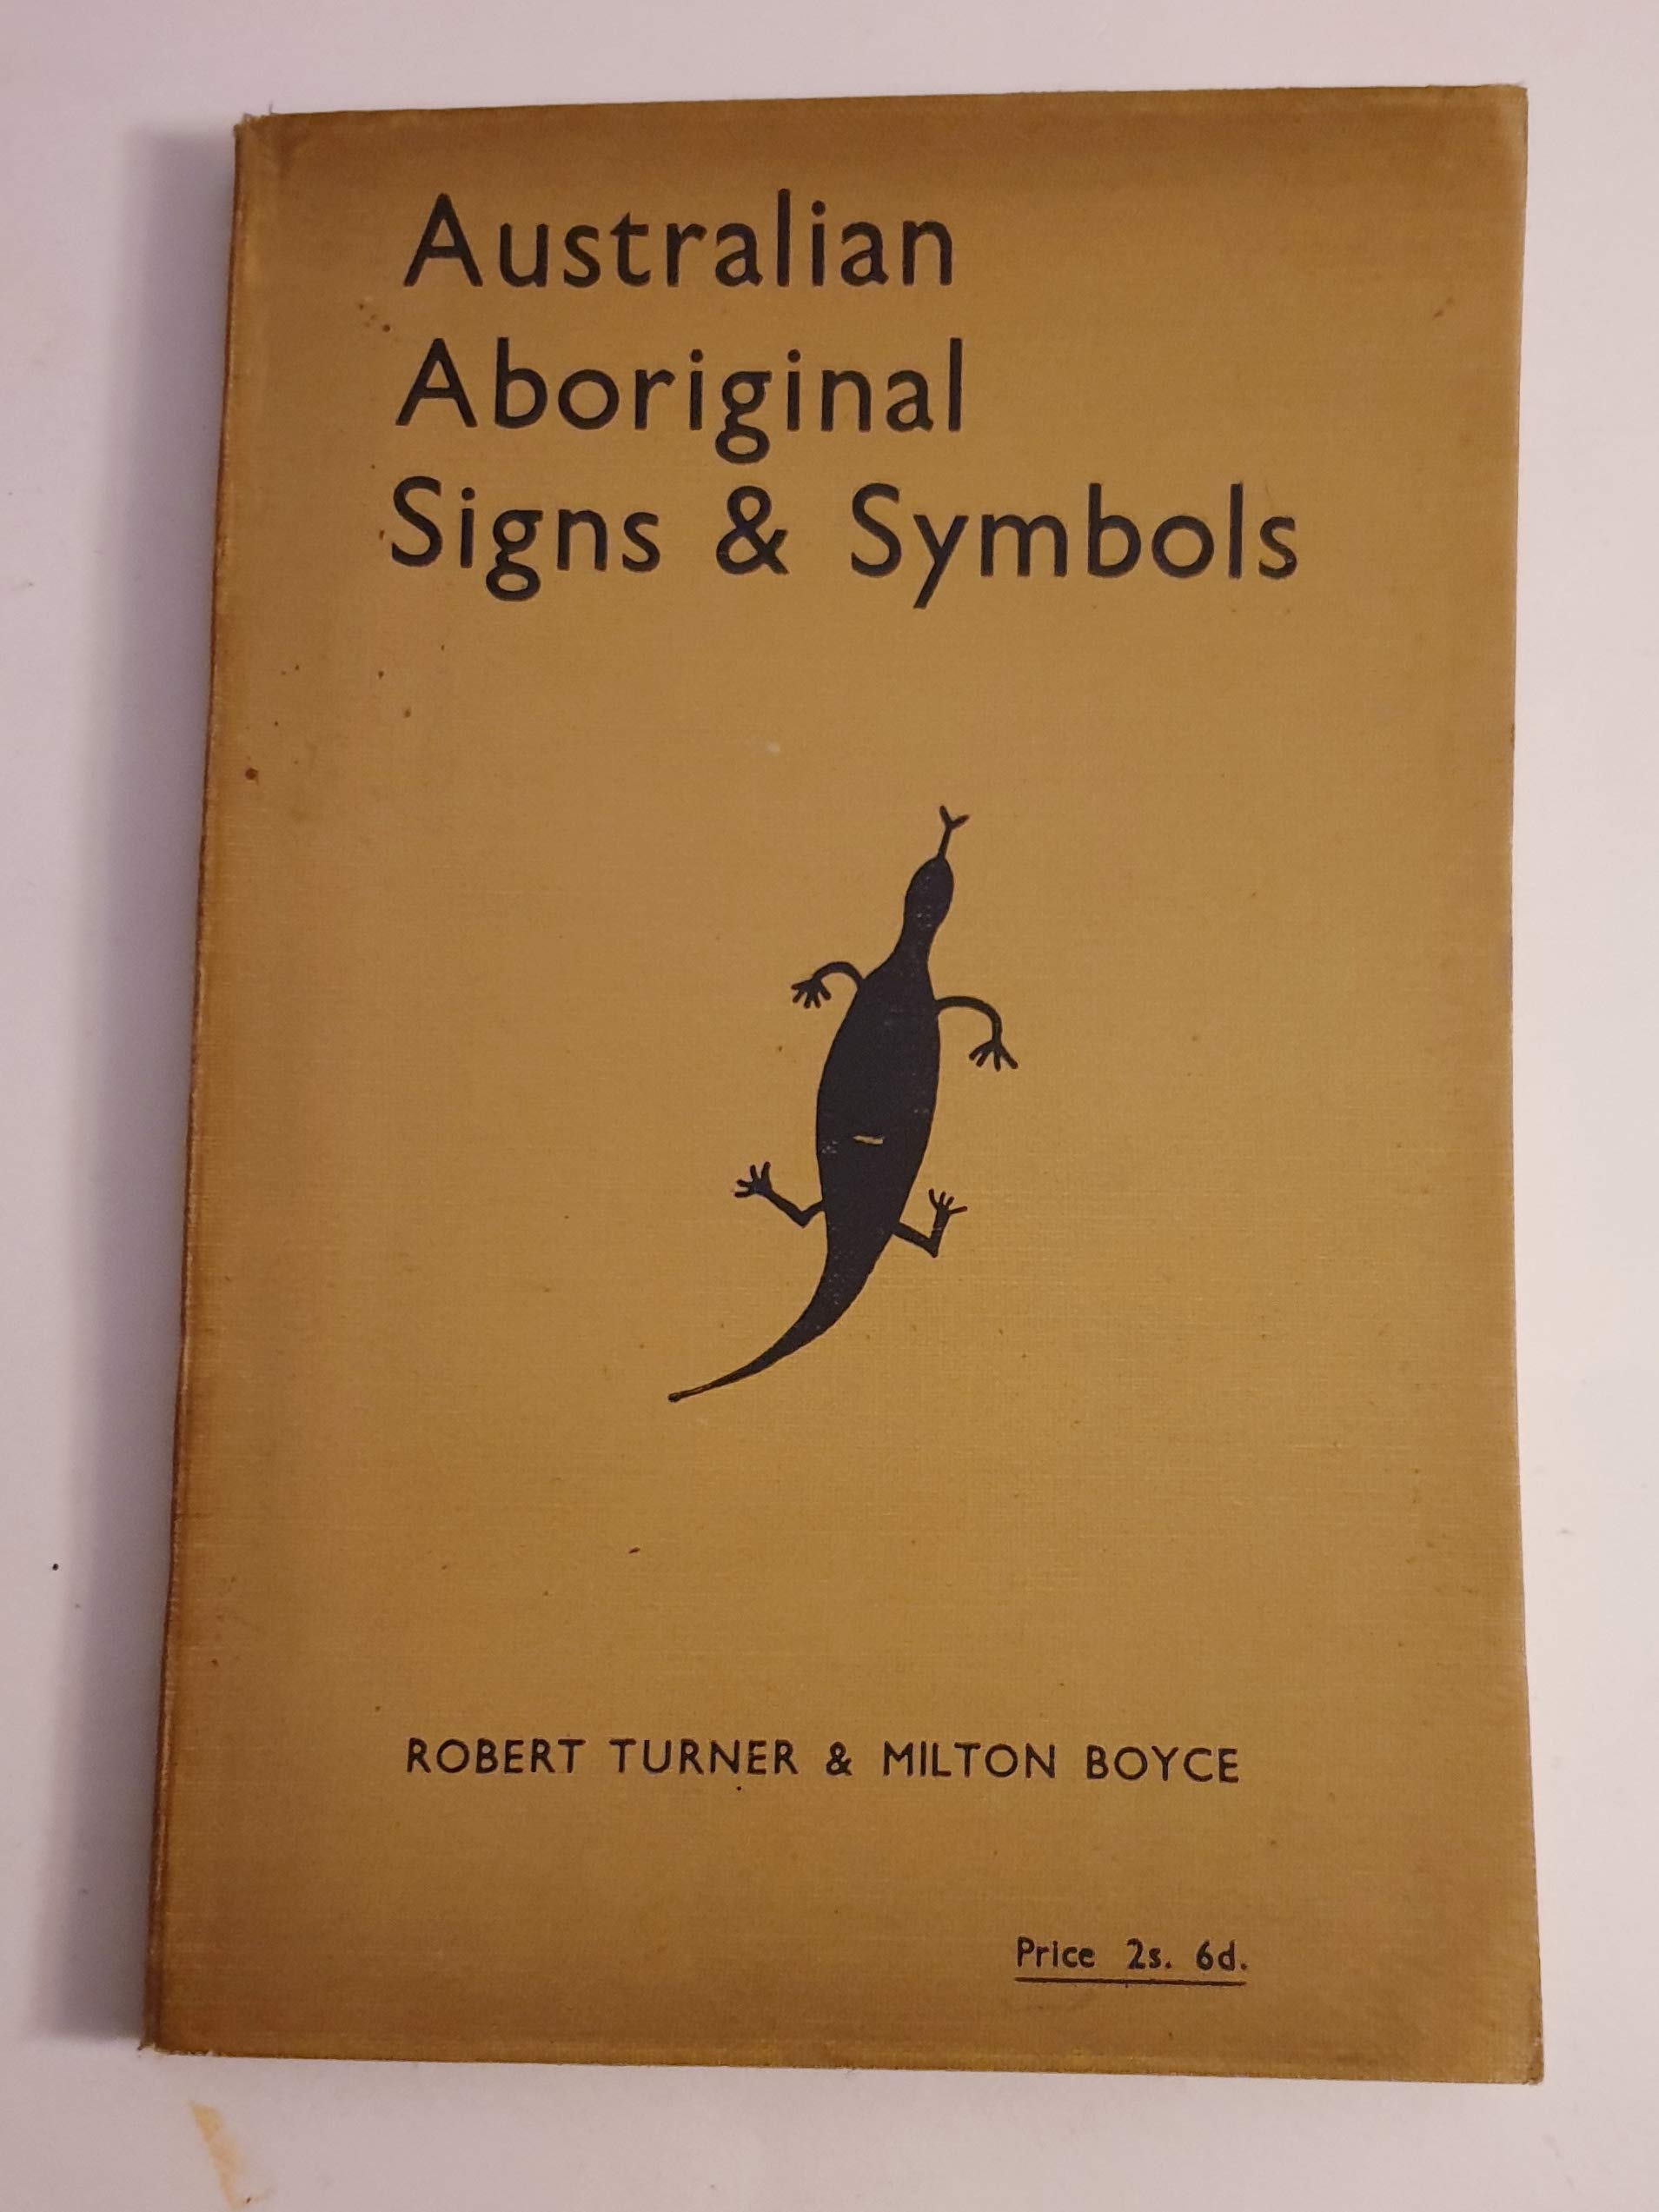 Australian
Aboriginal
Signs & Symbols
ROBERT TURNER & MILTON BOYCE
Price 2s. 6d.